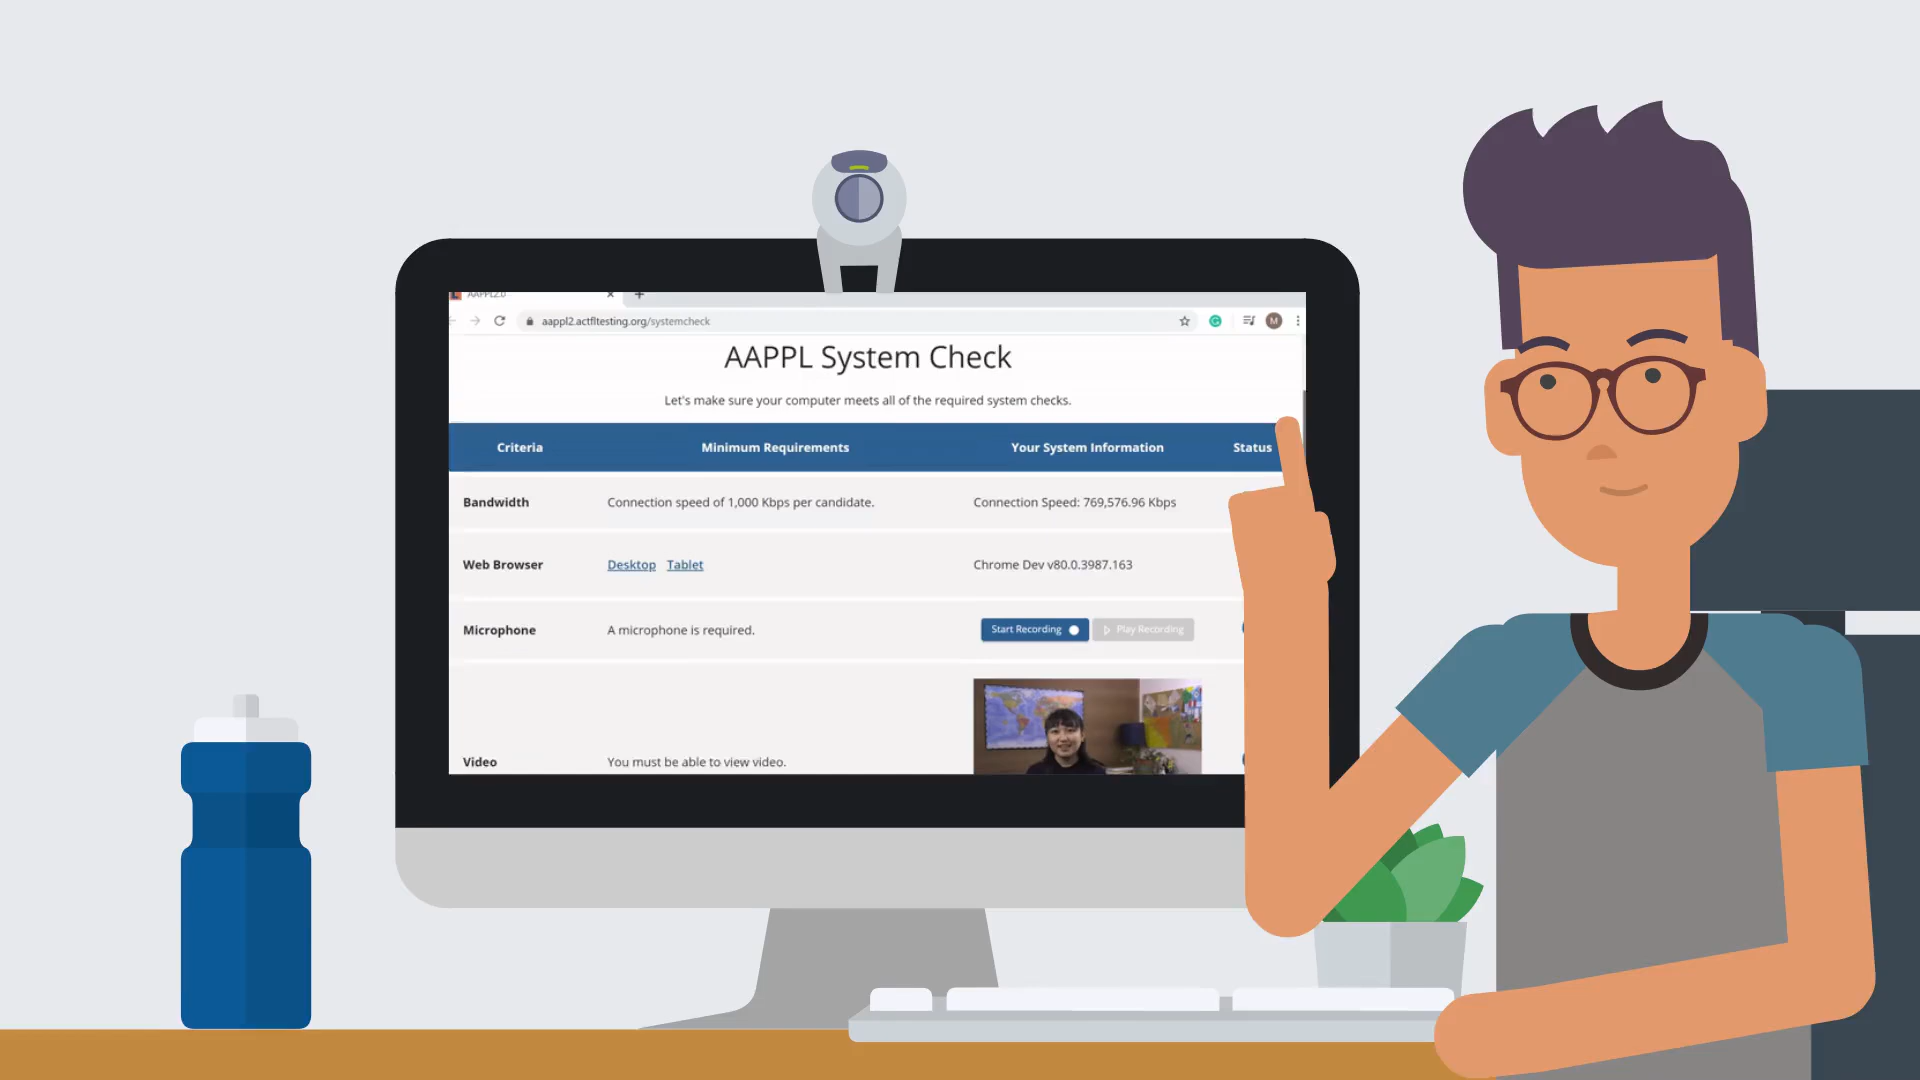 AAPPL2.0
aappl2.actfltesting.org/systemcheck
M
AAPPL System Check
Let's make sure your computer meets all of the required system checks.
Criteria Minimum Requirements Your System Information Status
Bandwidth Connection speed of 1,000 Kbps per candidate. Connection Speed: 769,576.96 Kbps
Web Browser Desktop Tablet Chrome Dev v80.0.3987.163
Microphone A microphone is required. Start Recording Play Recording
Video You must be able to view video.